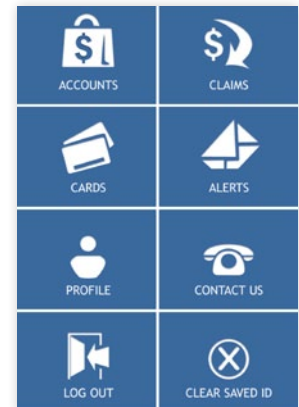 $ $
ACCOUNTS CLAIMS
CARDS ALERTS
PROFILE CONTACT US
LOG OUT CLEAR SAVED ID